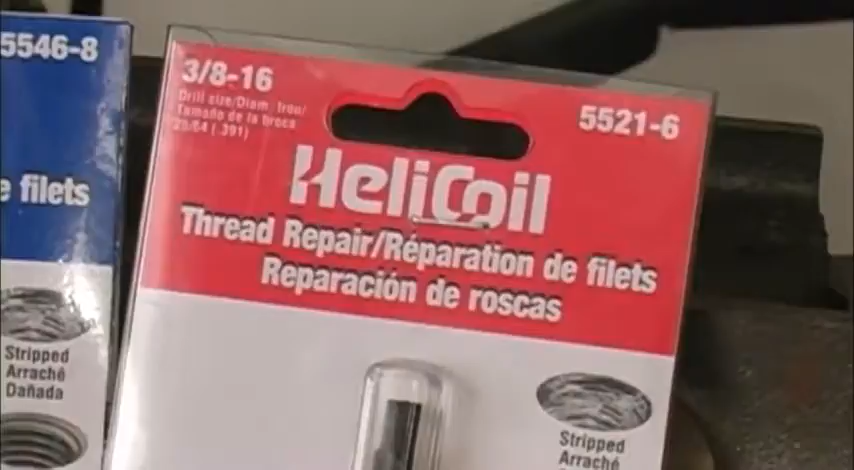 5546-8
e filets
Stripped
Arraché
Dañada
3/8-16
Drill size/Diam. trou/
Tamaño de la broca
25/64 (.391)
5521-6
HeliCoil
Thread Repair/Réparation de filets
Reparación de roscas
Stripped
Arraché